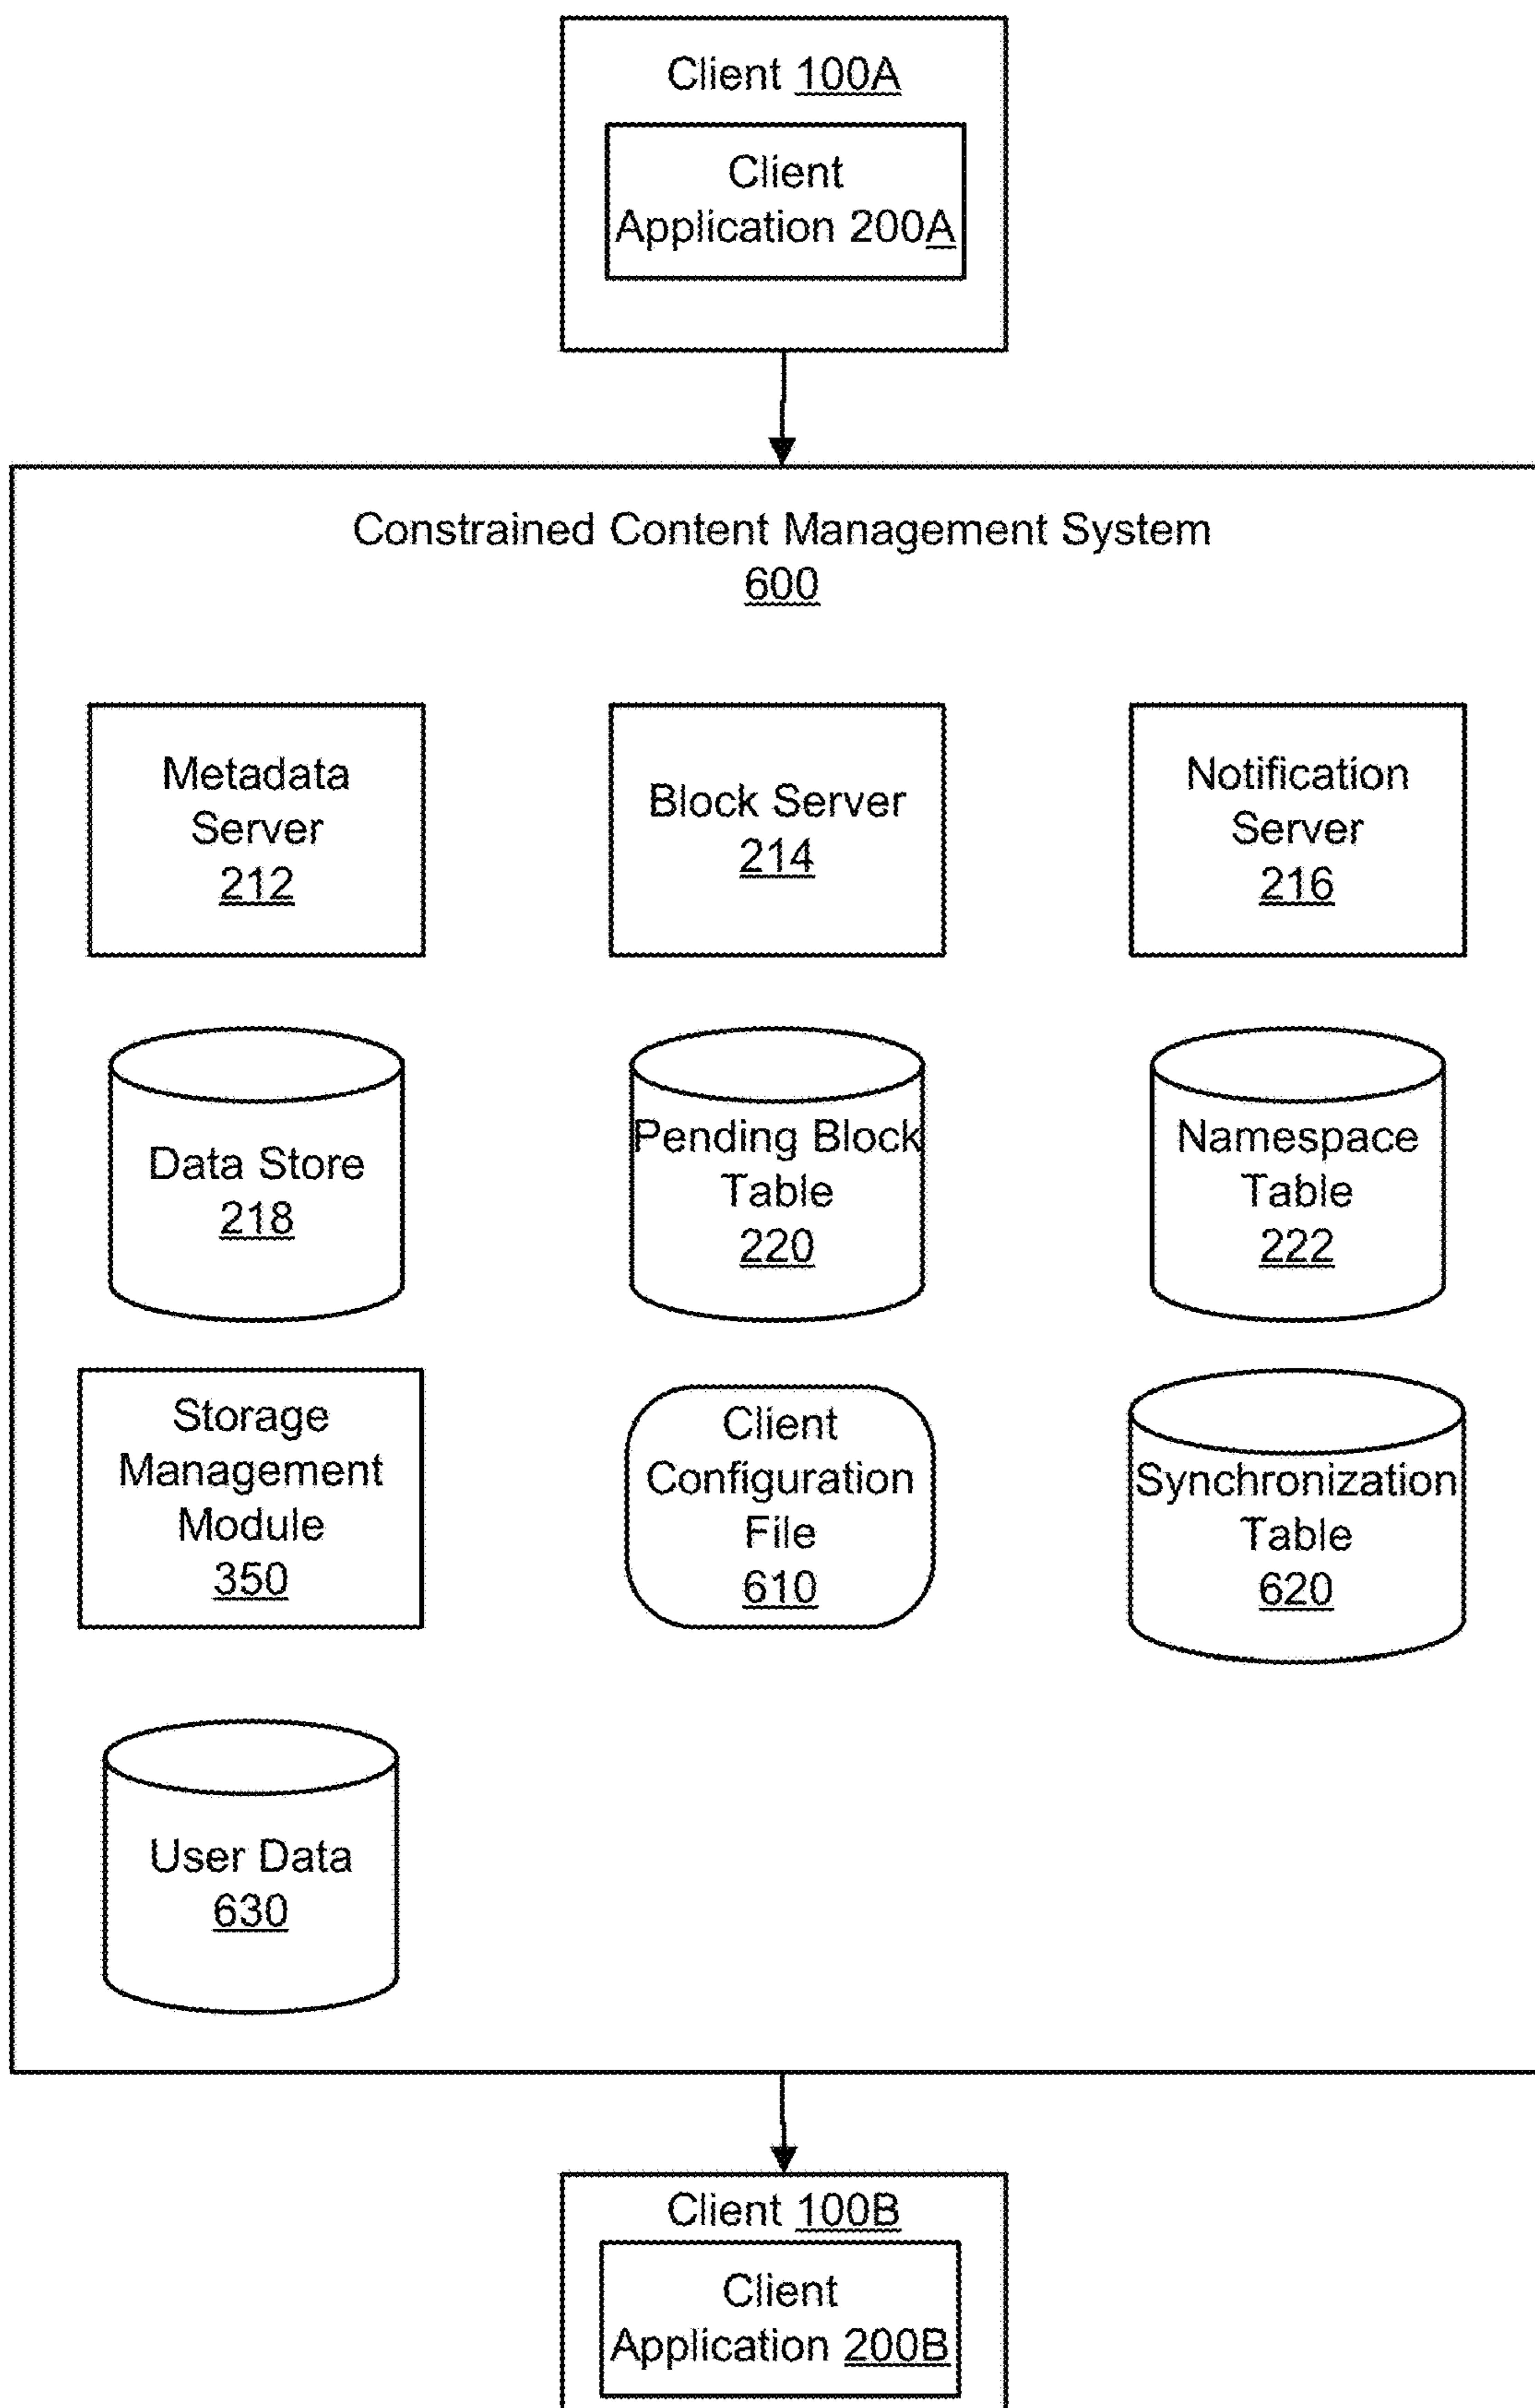 Client 100A
Client
Application 200A
Constrained Content Management System
600
Metadata
Server
212
Block Server
214
Notification
Server
216
Data Store
218
Pending Block
Table
220
Namespace
Table
222
Storage
Management
Module
350
Client
Configuration
File
610
Synchronization
Table
620
User Data
630
Client 100B
Client
Application 200B